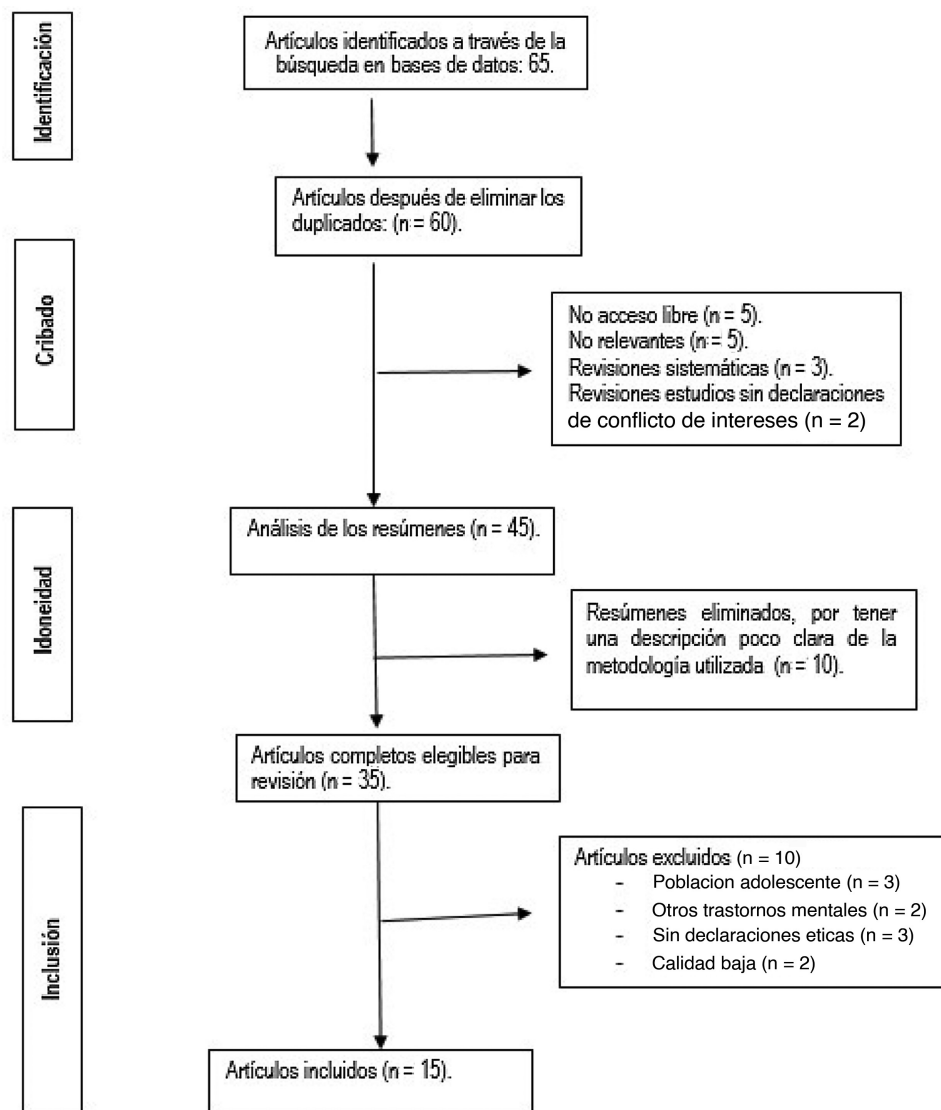 Identificación
Artículos identificados a través de la
búsqueda en bases de datos: 65.
Artículos después de eliminar los
duplicados: (n = 60).
Cribado
No acceso libre (n = 5).
No relevantes (n = 5).
Revisiones sistemáticas (n = 3).
Revisiones estudios sin declaraciones
de conflicto de intereses (n = 2)
Análisis de los resúmenes (n = 45).
Idoneidad
Resúmenes eliminados, por tener
una descripción poco clara de la
metodología utilizada (n = 10).
Artículos completos elegibles para
revisión (n = 35).
Inclusión
Artículos excluidos (n = 10)
- Poblacion adolescente (n = 3)
- Otros trastornos mentales (n = 2)
- Sin declaraciones eticas (n = 3)
- Calidad baja (n = 2)
Artículos incluidos (n = 15).